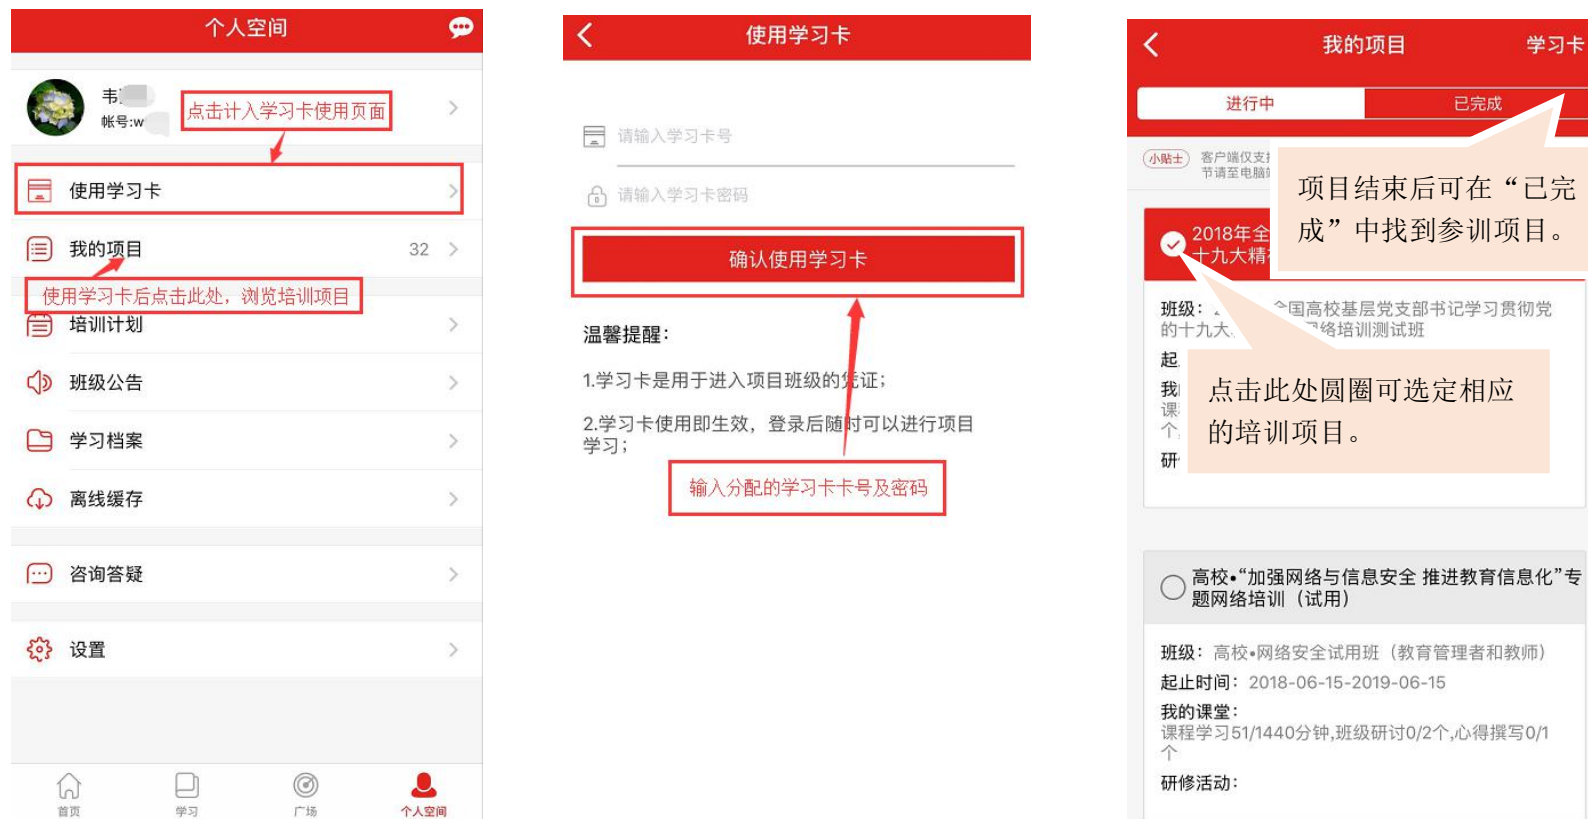 个人空间
韦
帐号:w
点击计入学习卡使用页面
使用学习卡
我的项目
32
使用学习卡后点击此处，浏览培训项目
培训计划
班级公告
学习档案
离线缓存
咨询答疑
设置
首页
学习
广场
个人空间
使用学习卡
请输入学习卡号
请输入学习卡密码
确认使用学习卡
温馨提醒：
1.学习卡是用于进入项目班级的凭证；
2.学习卡使用即生效，登录后随时可以进行项目
学习；
输入分配的学习卡卡号及密码
我的项目
学习卡
进行中
已完成
小贴士
客户端仅支
节请至电脑
项目结束后可在“已完
成”中找到参训项目。
2018年全
十九大精
班级：
全国高校基层党支部书记学习贯彻党
的十九大
网络培训测试班
起
我
课
个
研
点击此处圆圈可选定相应
的培训项目。
高校•“加强网络与信息安全 推进教育信息化”专
题网络培训（试用）
班级：高校•网络安全试用班（教育管理者和教师）
起止时间：2018-06-15-2019-06-15
我的课堂：
课程学习51/1440分钟,班级研讨0/2个,心得撰写0/1
个
研修活动：